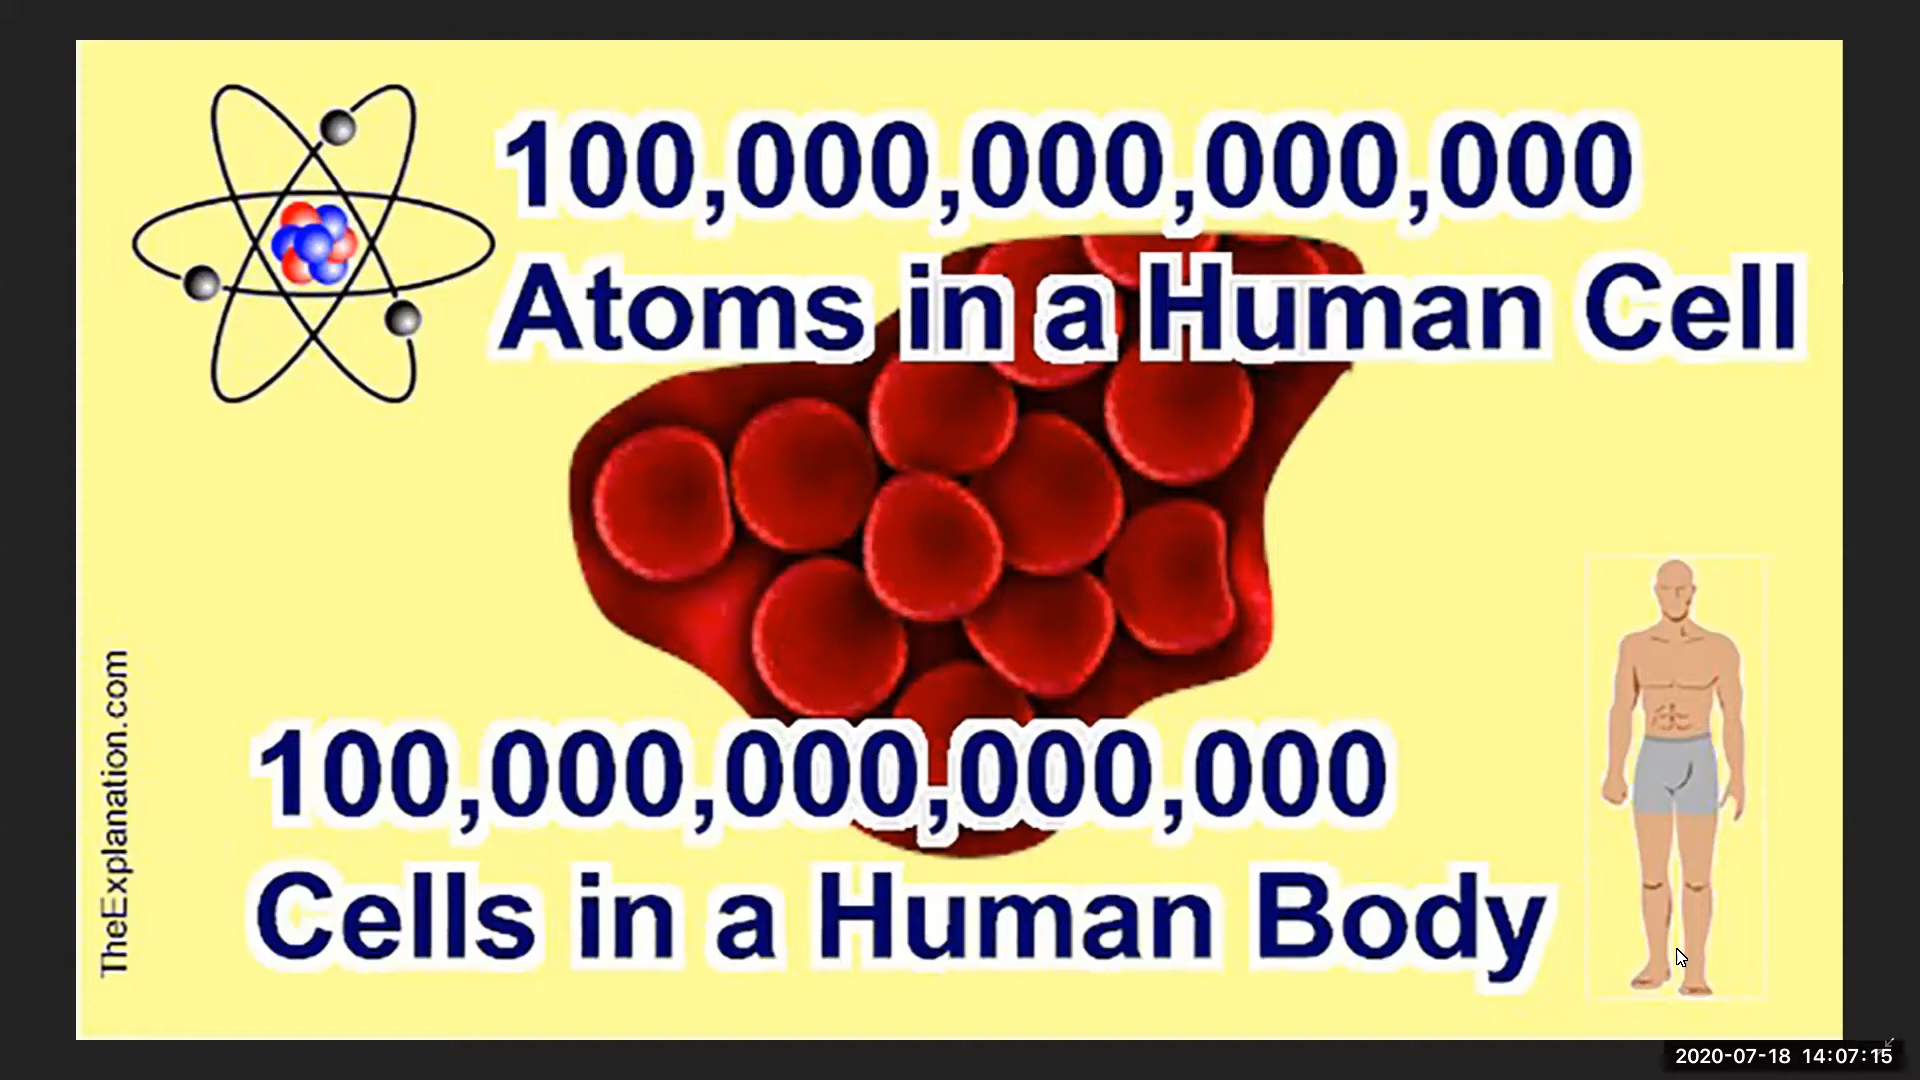 100,000,000,000,000
Atoms in a Human Cell
100,000,000,000,000
Cells in a Human Body
TheExplanation.com
2020-07-18 14:07:15